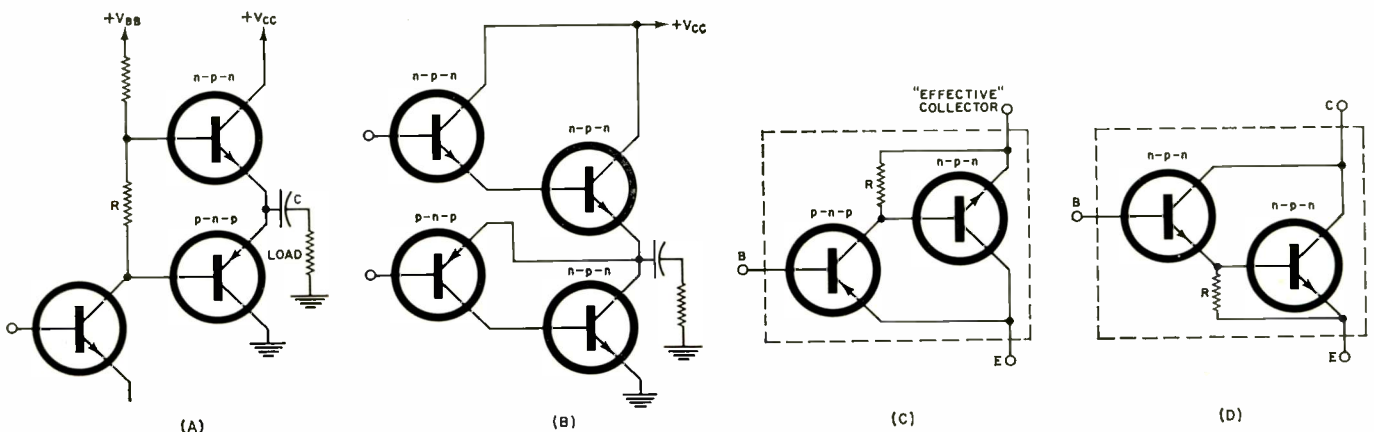 +VBB
+VCC
n-p-n
R
C
p-n-p
LOAD
(A)
+VCC
n-p-n
n-p-n
p-n-p
n-p-n
(B)
"EFFECTIVE"
COLLECTOR
n-p-n
R
p-n-p
B
E
(C)
C
n-p-n
B
n-p-n
R
E
(D)